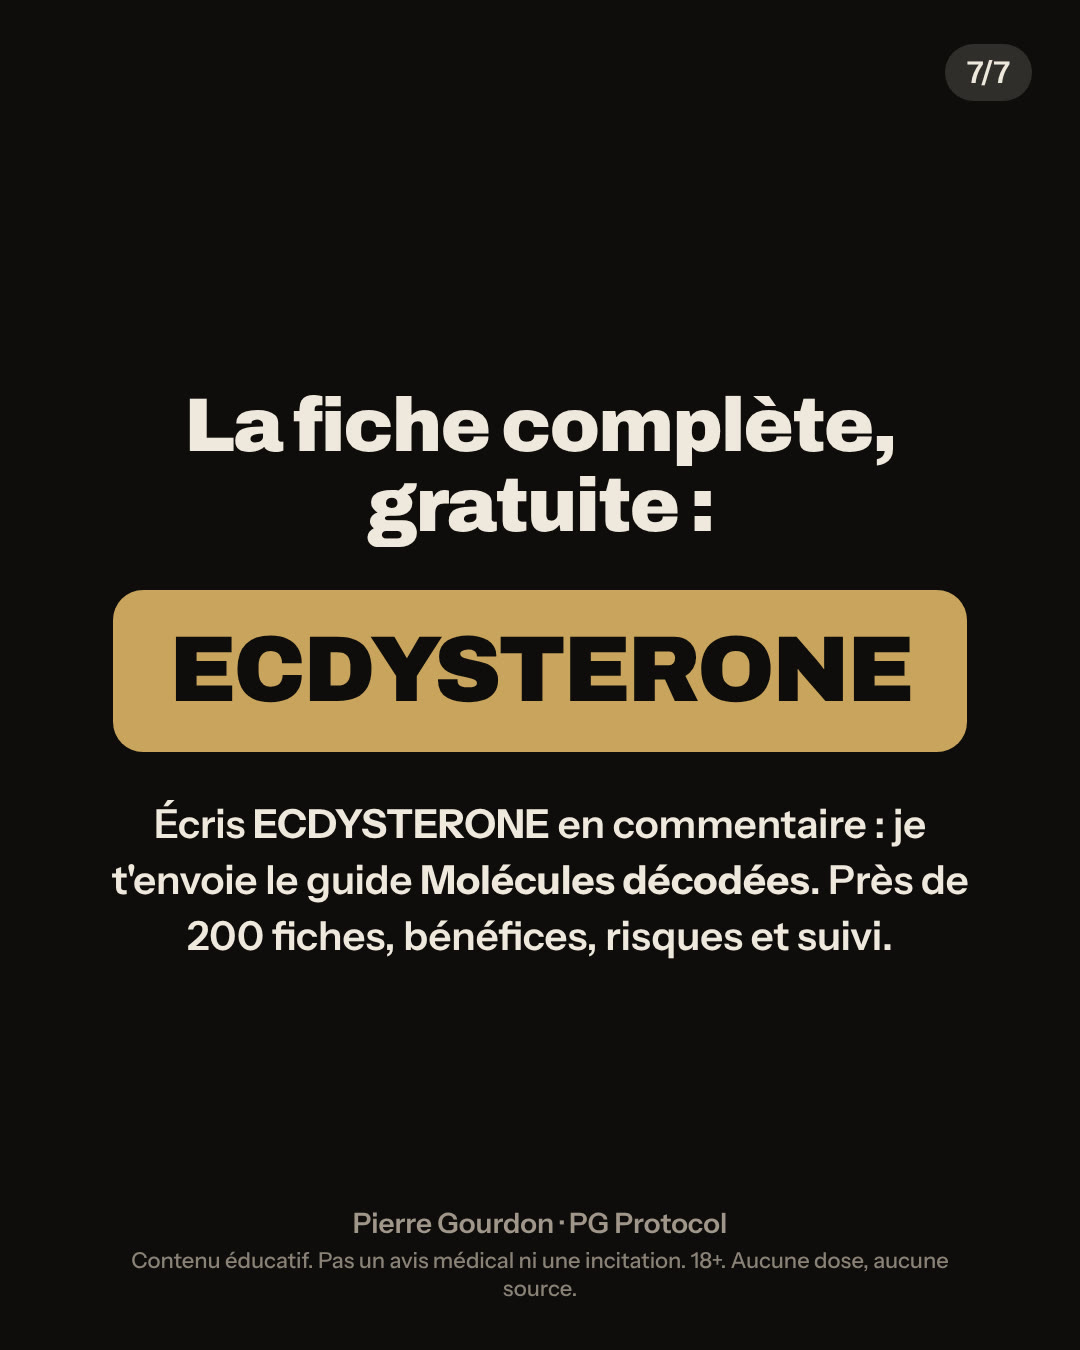 7/7
La fiche complète,
gratuite :
ECDYSTERONE
Écris ECDYSTERONE en commentaire : je
t'envoie le guide Molécules décodées. Près de
200 fiches, bénéfices, risques et suivi.
Pierre Gourdon · PG Protocol
Contenu éducatif. Pas un avis médical ni une incitation. 18+. Aucune dose, aucune
source.